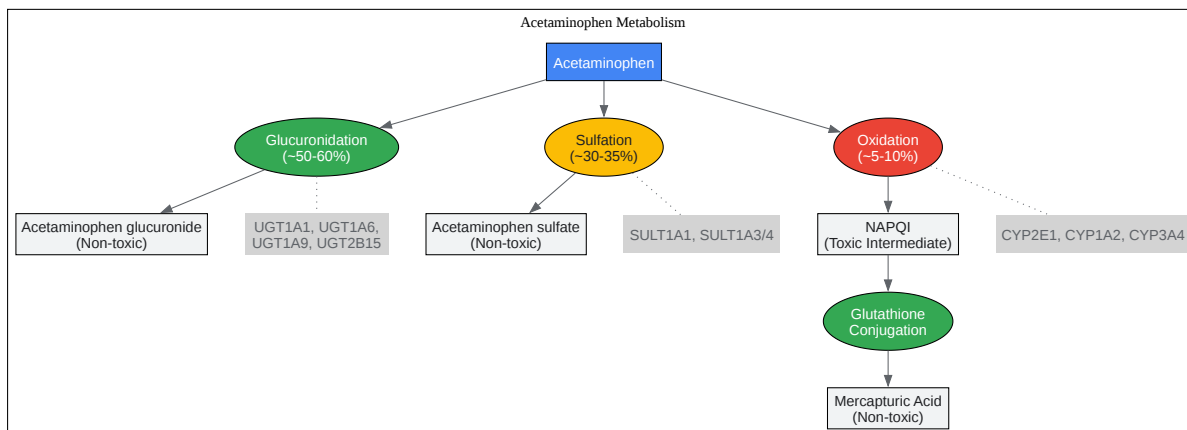 Acetaminophen Metabolism
Acetaminophen
Glucuronidation
(~50-60%)
Sulfation
(~30-35%)
Oxidation
(~5-10%)
Acetaminophen glucuronide
(Non-toxic)
UGT1A1, UGT1A6,
UGT1A9, UGT2B15
Acetaminophen sulfate
(Non-toxic)
SULT1A1, SULT1A3/4
NAPQI
(Toxic Intermediate)
CYP2E1, CYP1A2, CYP3A4
Glutathione
Conjugation
Mercapturic Acid
(Non-toxic)